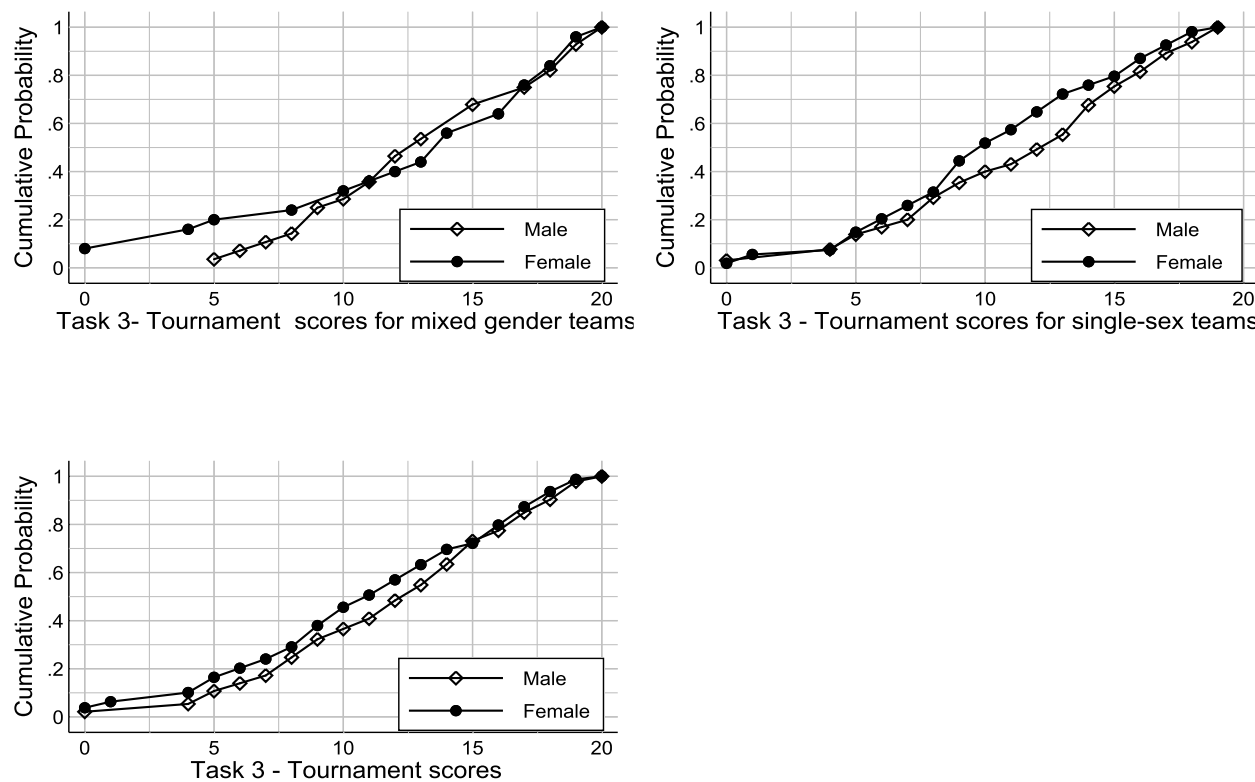 Cumulative Probability
1
.8
.6
.4
.2
0
Male
Female
0 5 10 15 20
Task 3- Tournament  scores for mixed gender teams
Cumulative Probability
1
.8
.6
.4
.2
0
Male
Female
0 5 10 15 20
Task 3 - Tournament scores for single-sex teams
Cumulative Probability
1
.8
.6
.4
.2
0
Male
Female
0 5 10 15 20
Task 3 - Tournament scores